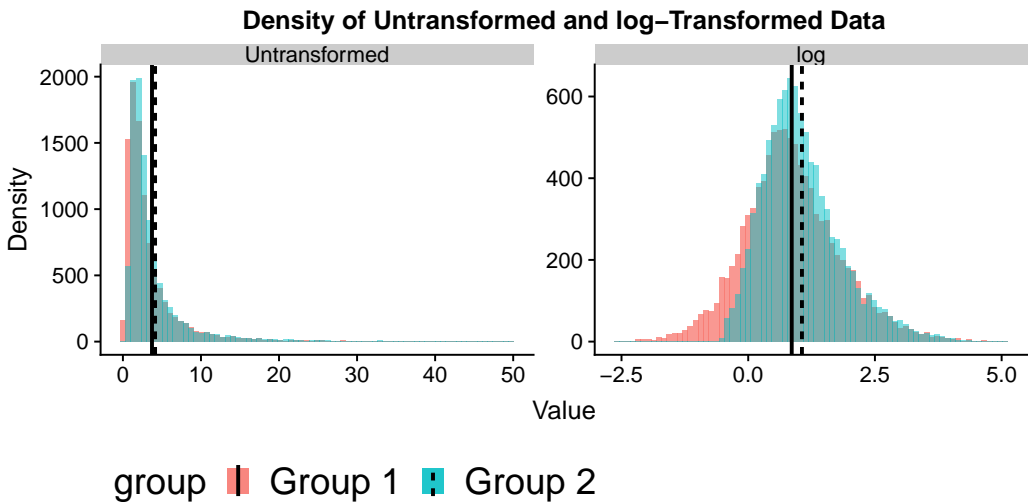 Density of Untransformed and log−Transformed Data
Untransformed
log
Density
2000
1500
1000
500
0
0 10 20 30 40 50
600
400
200
0
−2.5 0.0 2.5 5.0
Value
group Group 1 Group 2